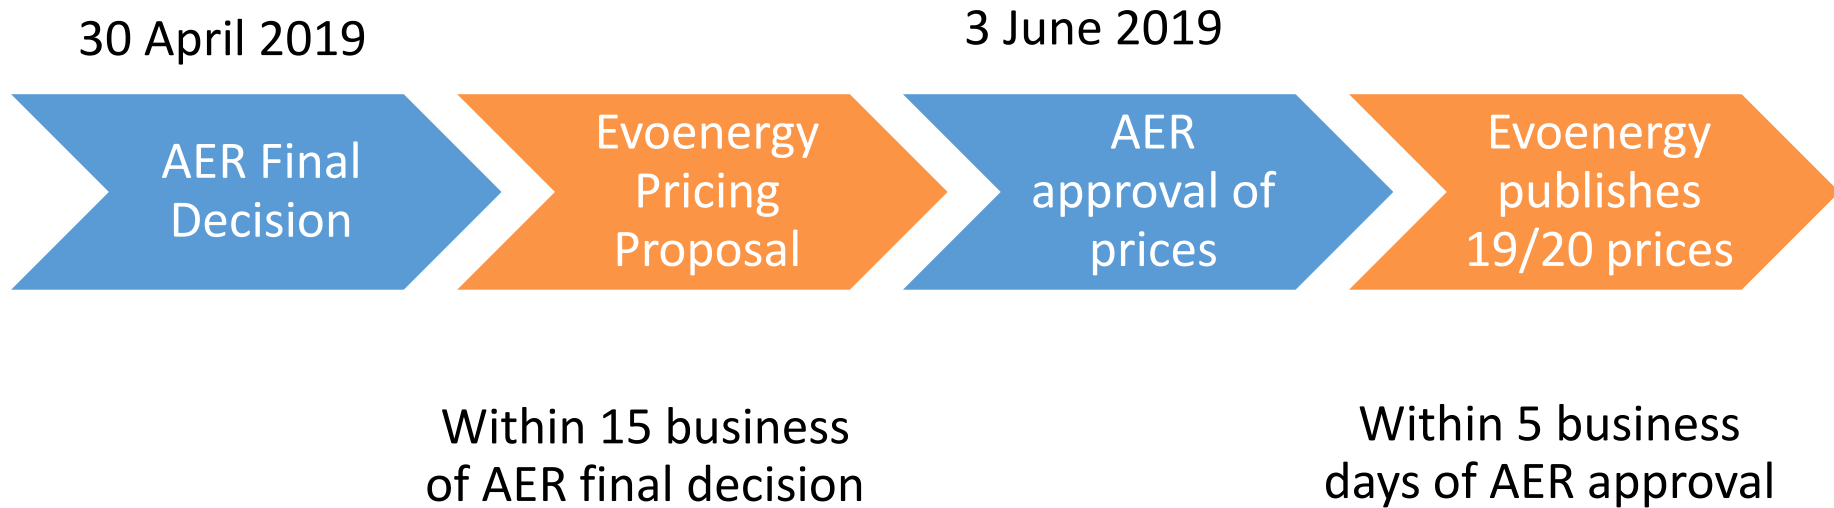 30 April 2019
3 June 2019
AER Final
Decision
Evoenergy
Pricing
Proposal
AER
approval of
prices
Evoenergy
publishes
19/20 prices
Within 15 business
of AER final decision
Within 5 business
days of AER approval